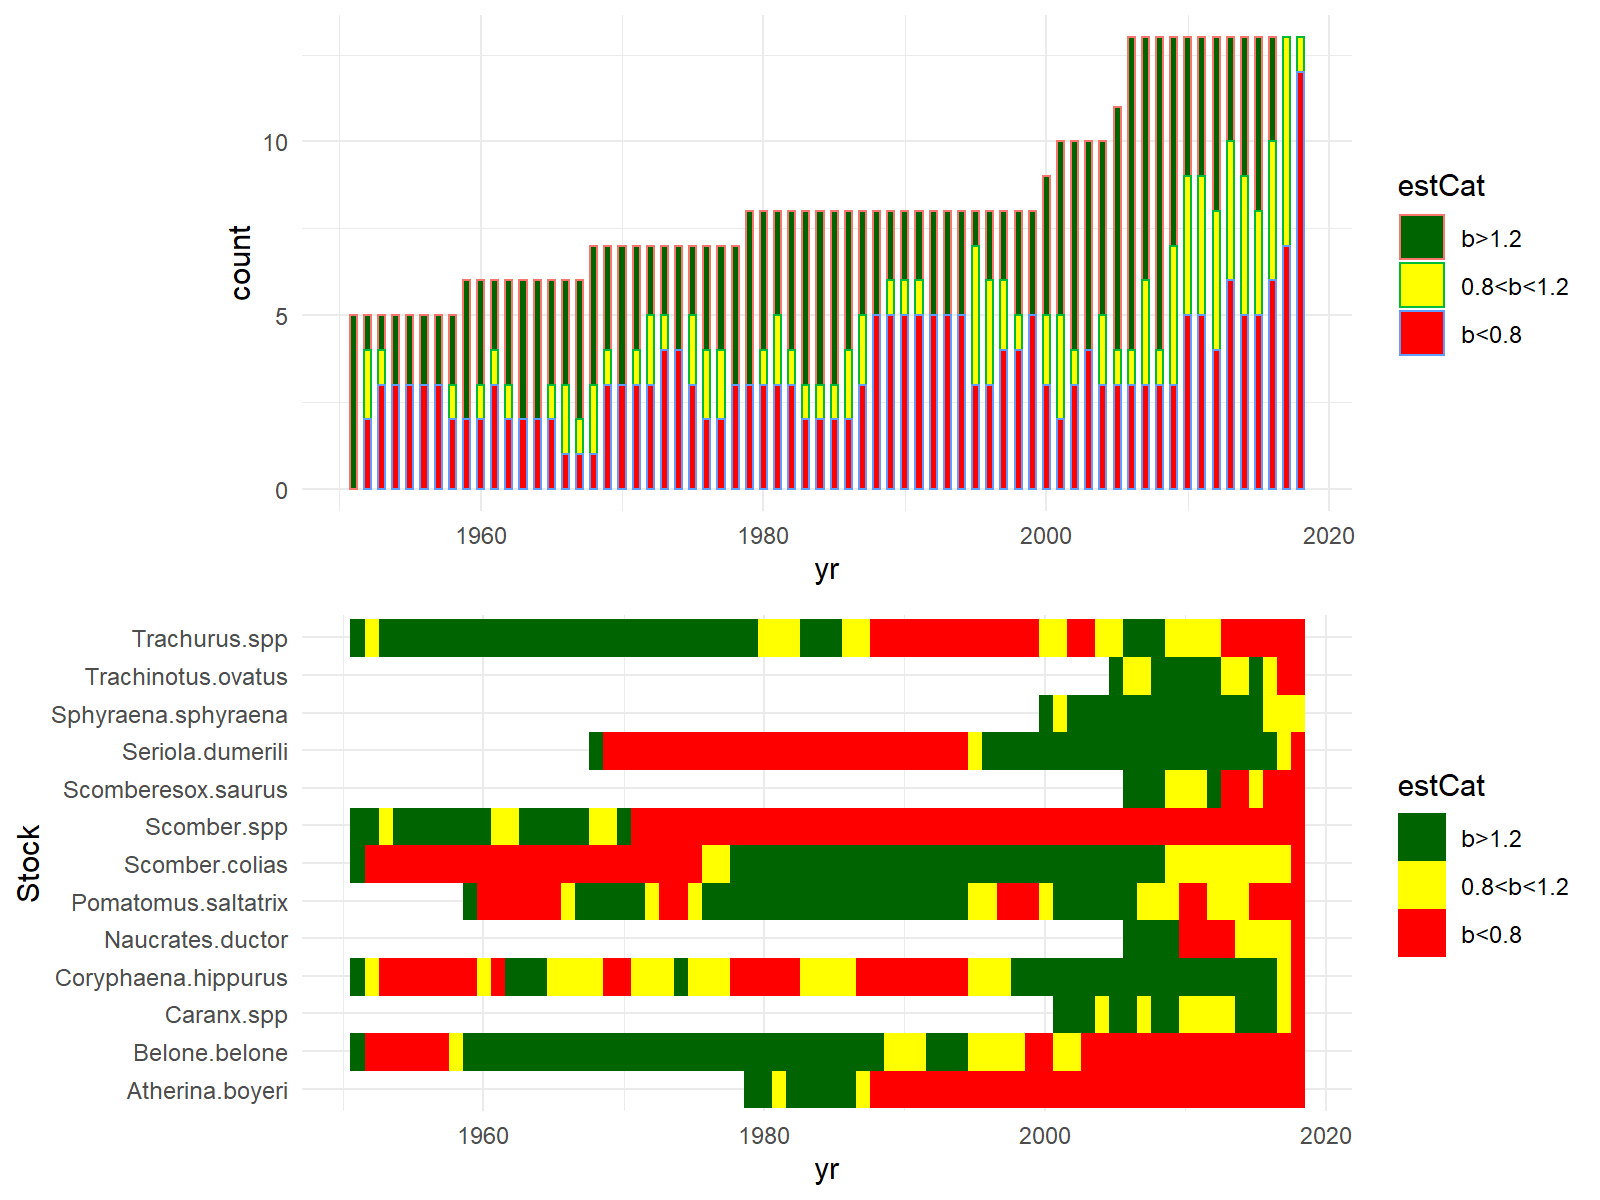 10
5
0
count
1960
1980
2000
2020
yr
estCat
b>1.2
0.8<b<1.2
b<0.8
Trachurus.spp
Trachinotus.ovatus
Sphyraena.sphyraena
Seriola.dumerili
Scomberesox.saurus
Scomber.spp
Scomber.colias
Pomatomus.saltatrix
Naucrates.ductor
Coryphaena.hippurus
Caranx.spp
Belone.belone
Atherina.boyeri
Stock
1960
1980
2000
2020
yr
estCat
b>1.2
0.8<b<1.2
b<0.8